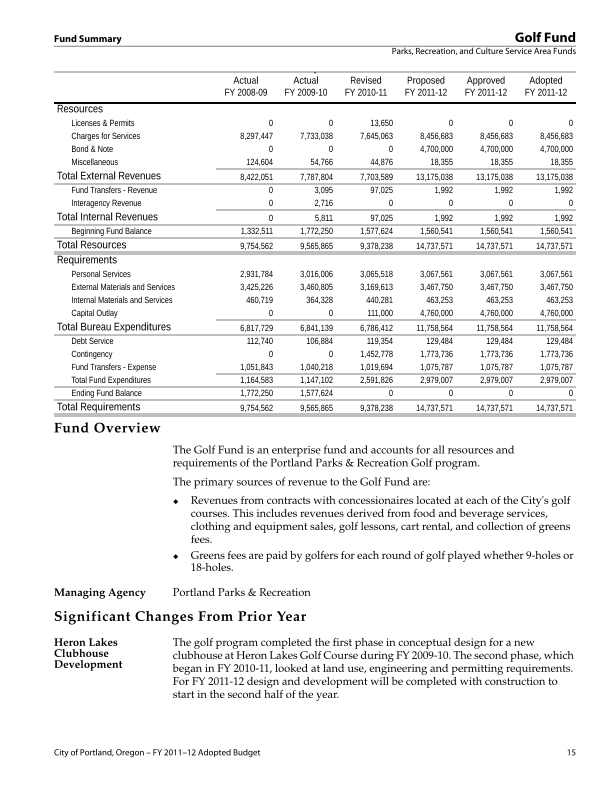 Fund Summary Golf Fund
Parks, Recreation, and Culture Service Area Funds
Actual Actual Revised Proposed Approved Adopted
FY 2008-09 FY 2009-10 FY 2010-11 FY 2011-12 FY 2011-12 FY 2011-12
Resources
Licenses & Permits 0 0 13,650 0 0 0
Charges for Services 8,297,447 7,733,038 7,645,063 8,456,683 8,456,683 8,456,683
Bond & Note 0 0 0 4,700,000 4,700,000 4,700,000
Miscellaneous 124,604 54,766 44,876 18,355 18,355 18,355
Total External Revenues 8,422,051 7,787,804 7,703,589 13,175,038 13,175,038 13,175,038
Fund Transfers - Revenue 0 3,095 97,025 1,992 1,992 1,992
Interagency Revenue 0 2,716 0 0 0 0
Total Internal Revenues 0 5,811 97,025 1,992 1,992 1,992
Beginning Fund Balance 1,332,511 1,772,250 1,577,624 1,560,541 1,560,541 1,560,541
Total Resources 9,754,562 9,565,865 9,378,238 14,737,571 14,737,571 14,737,571
Requirements
Personal Services 2,931,784 3,016,006 3,065,518 3,067,561 3,067,561 3,067,561
External Materials and Services 3,425,226 3,460,805 3,169,613 3,467,750 3,467,750 3,467,750
Internal Materials and Services 460,719 364,328 440,281 463,253 463,253 463,253
Capital Outlay 0 0 111,000 4,760,000 4,760,000 4,760,000
Total Bureau Expenditures 6,817,729 6,841,139 6,786,412 11,758,564 11,758,564 11,758,564
Debt Service 112,740 106,884 119,354 129,484 129,484 129,484
Contingency 0 0 1,452,778 1,773,736 1,773,736 1,773,736
Fund Transfers - Expense 1,051,843 1,040,218 1,019,694 1,075,787 1,075,787 1,075,787
Total Fund Expenditures 1,164,583 1,147,102 2,591,826 2,979,007 2,979,007 2,979,007
Ending Fund Balance 1,772,250 1,577,624 0 0 0 0
Total Requirements 9,754,562 9,565,865 9,378,238 14,737,571 14,737,571 14,737,571
Fund Overview
The Golf Fund is an enterprise fund and accounts for all resources and
requirements of the Portland Parks & Recreation Golf program.
The primary sources of revenue to the Golf Fund are:
◆ Revenues from contracts with concessionaires located at each of the City's golf
courses. This includes revenues derived from food and beverage services,
clothing and equipment sales, golf lessons, cart rental, and collection of greens
fees.
◆ Greens fees are paid by golfers for each round of golf played whether 9-holes or
18-holes.
Managing Agency Portland Parks & Recreation
Significant Changes From Prior Year
Heron Lakes
Clubhouse
Development
The golf program completed the first phase in conceptual design for a new
clubhouse at Heron Lakes Golf Course during FY 2009-10. The second phase, which
began in FY 2010-11, looked at land use, engineering and permitting requirements.
For FY 2011-12 design and development will be completed with construction to
start in the second half of the year.
City of Portland, Oregon – FY 2011–12 Adopted Budget 15